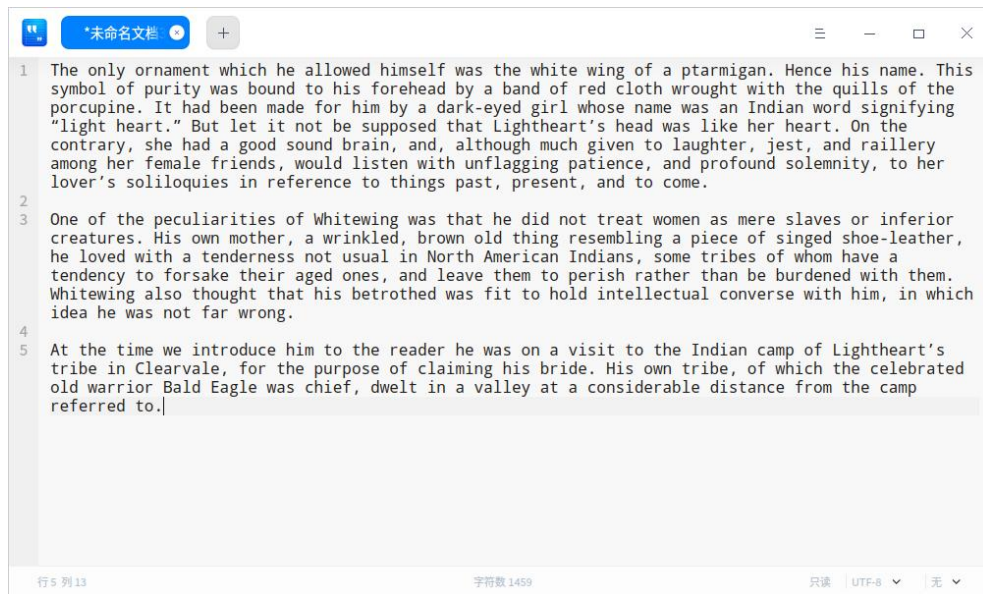 *未命名文档
1 The only ornament which he allowed himself was the white wing of a ptarmigan. Hence his name. This
symbol of purity was bound to his forehead by a band of red cloth wrought with the quills of the
porcupine. It had been made for him by a dark-eyed girl whose name was an Indian word signifying
“light heart.” But let it not be supposed that Lightheart’s head was like her heart. On the
contrary, she had a good sound brain, and, although much given to laughter, jest, and raillery
among her female friends, would listen with unflagging patience, and profound solemnity, to her
lover’s soliloquies in reference to things past, present, and to come.
2
3 One of the peculiarities of Whitewing was that he did not treat women as mere slaves or inferior
creatures. His own mother, a wrinkled, brown old thing resembling a piece of singed shoe-leather,
he loved with a tenderness not usual in North American Indians, some tribes of whom have a
tendency to forsake their aged ones, and leave them to perish rather than be burdened with them.
Whitewing also thought that his betrothed was fit to hold intellectual converse with him, in which
idea he was not far wrong.
4
5 At the time we introduce him to the reader he was on a visit to the Indian camp of Lightheart’s
tribe in Clearvale, for the purpose of claiming his bride. His own tribe, of which the celebrated
old warrior Bald Eagle was chief, dwelt in a valley at a considerable distance from the camp
referred to.
行 5 列 13 字符数 1459 只读 UTF-8 无